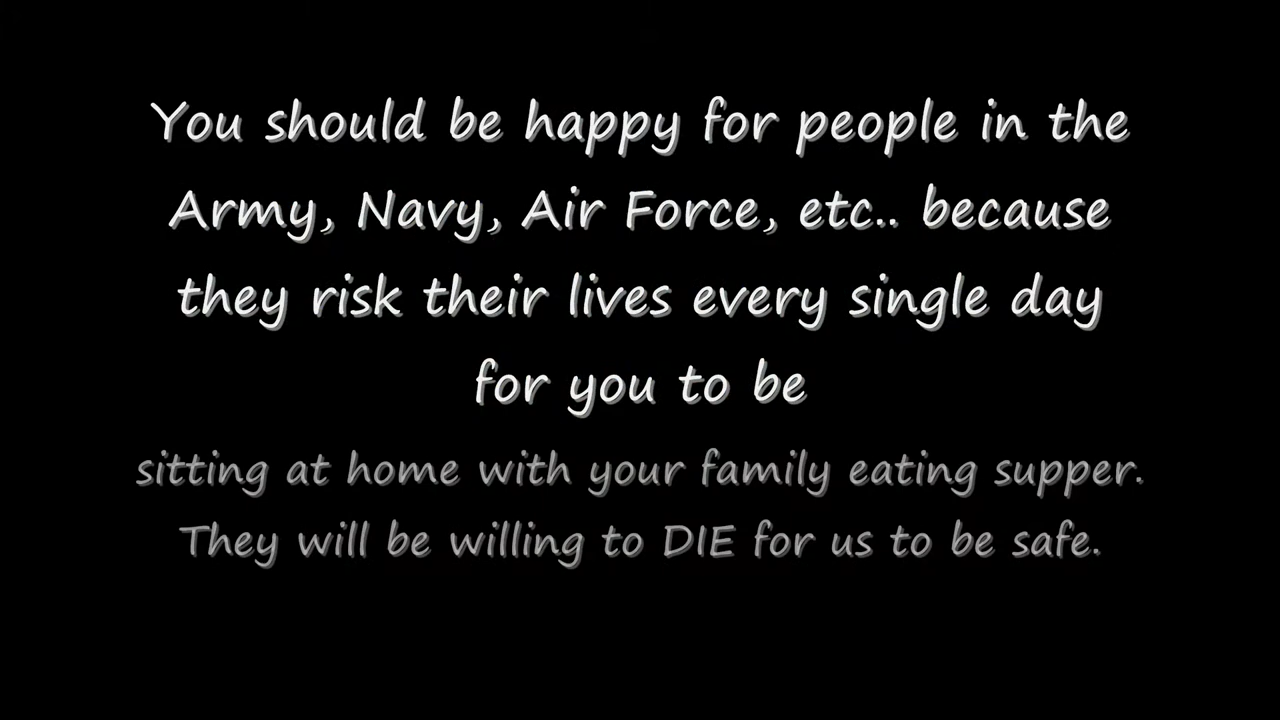 You should be happy for people in the
Army, Navy, Air Force, etc.. because
they risk their lives every single day
for you to be
sitting at home with your family eating supper.
They will be willing to DIE for us to be safe.